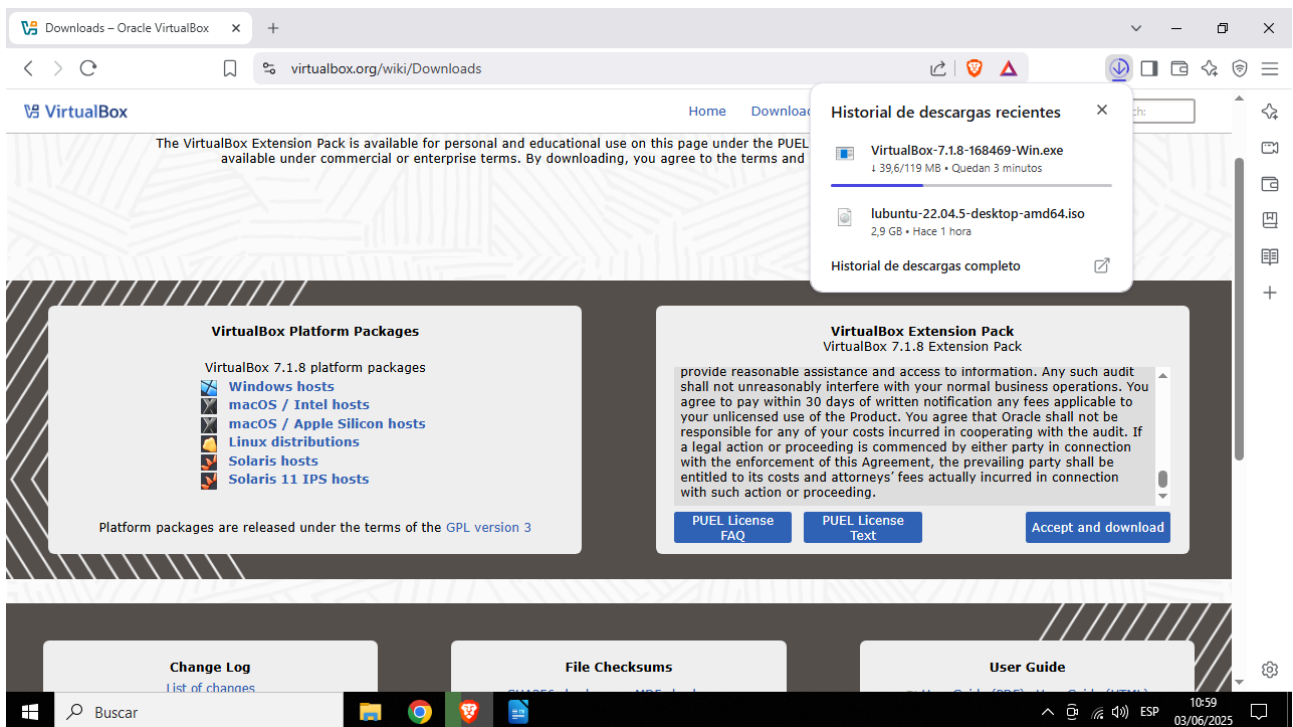 Downloads – Oracle VirtualBox
virtualbox.org/wiki/Downloads
VirtualBox
Home Downloa
ch:
The VirtualBox Extension Pack is available for personal and educational use on this page under the PUEL
available under commercial or enterprise terms. By downloading, you agree to the terms and
Historial de descargas recientes
VirtualBox-7.1.8-168469-Win.exe
↓ 39,6/119 MB • Quedan 3 minutos
lubuntu-22.04.5-desktop-amd64.iso
2,9 GB • Hace 1 hora
Historial de descargas completo
VirtualBox Platform Packages
VirtualBox 7.1.8 platform packages
Windows hosts
macOS / Intel hosts
macOS / Apple Silicon hosts
Linux distributions
Solaris hosts
Solaris 11 IPS hosts
Platform packages are released under the terms of the GPL version 3
VirtualBox Extension Pack
VirtualBox 7.1.8 Extension Pack
provide reasonable assistance and access to information. Any such audit
shall not unreasonably interfere with your normal business operations. You
agree to pay within 30 days of written notification any fees applicable to
your unlicensed use of the Product. You agree that Oracle shall not be
responsible for any of your costs incurred in cooperating with the audit. If
a legal action or proceeding is commenced by either party in connection
with the enforcement of this Agreement, the prevailing party shall be
entitled to its costs and attorneys’ fees actually incurred in connection
with such action or proceeding.
PUEL License
FAQ
PUEL License
Text
Accept and download
Change Log
List of changes
File Checksums
User Guide
Buscar
ESP
10:59
03/06/2025